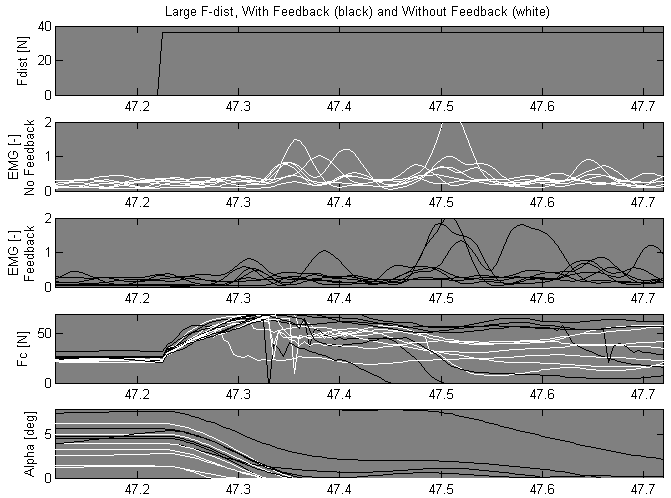 Large F-dist, With Feedback (black) and Without Feedback (white)
Fdist [N]
40
20
0
47.2 47.3 47.4 47.5 47.6 47.7
EMG [-]
No Feedback
2
1
0
47.2 47.3 47.4 47.5 47.6 47.7
EMG [-]
Feedback
2
1
0
47.2 47.3 47.4 47.5 47.6 47.7
Fc [N]
50
0
47.2 47.3 47.4 47.5 47.6 47.7
Alpha [deg]
5
0
47.2 47.3 47.4 47.5 47.6 47.7